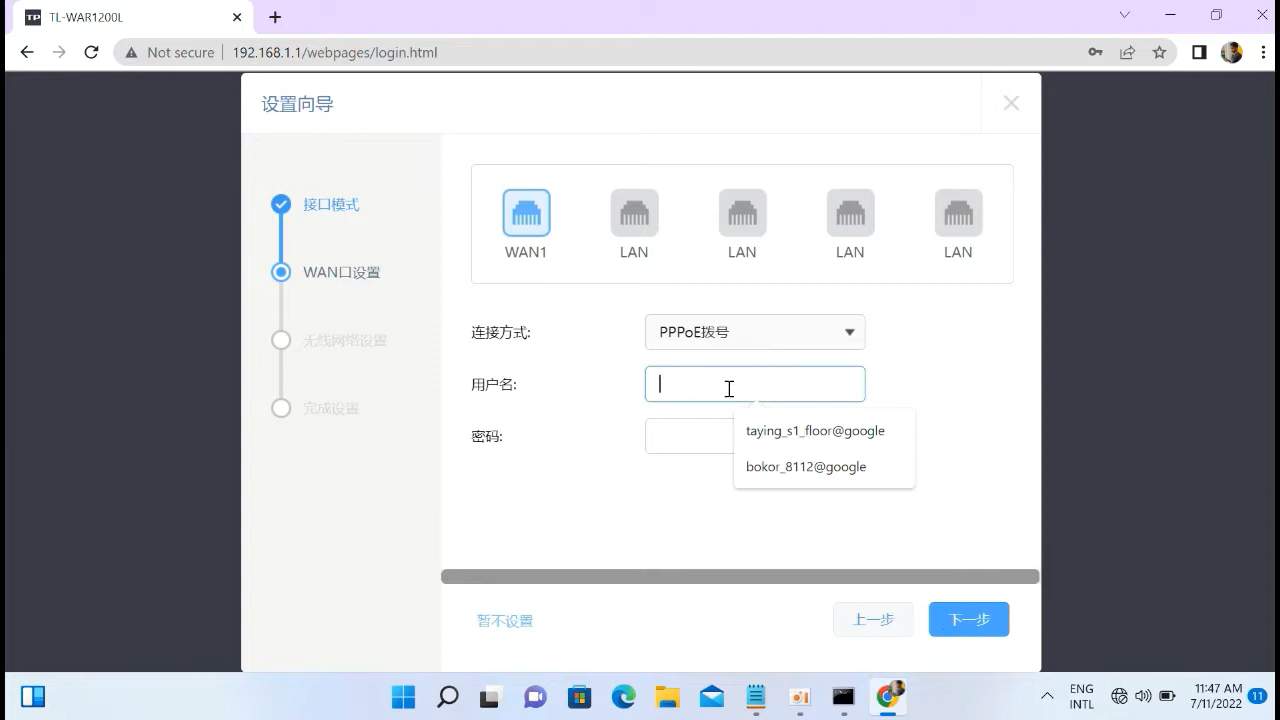 TP TL-WAR1200L
Not secure 192.168.1.1/webpages/login.html
设置向导
接口模式
WAN口设置
无线网络设置
完成设置
WAN1 LAN LAN LAN LAN
连接方式: PPPoE拨号
用户名:
taying_s1_floor@google
bokor_8112@google
密码:
暂不设置 上一步 下一步
ENG
INTL
11:47 AM
7/11/2022
11